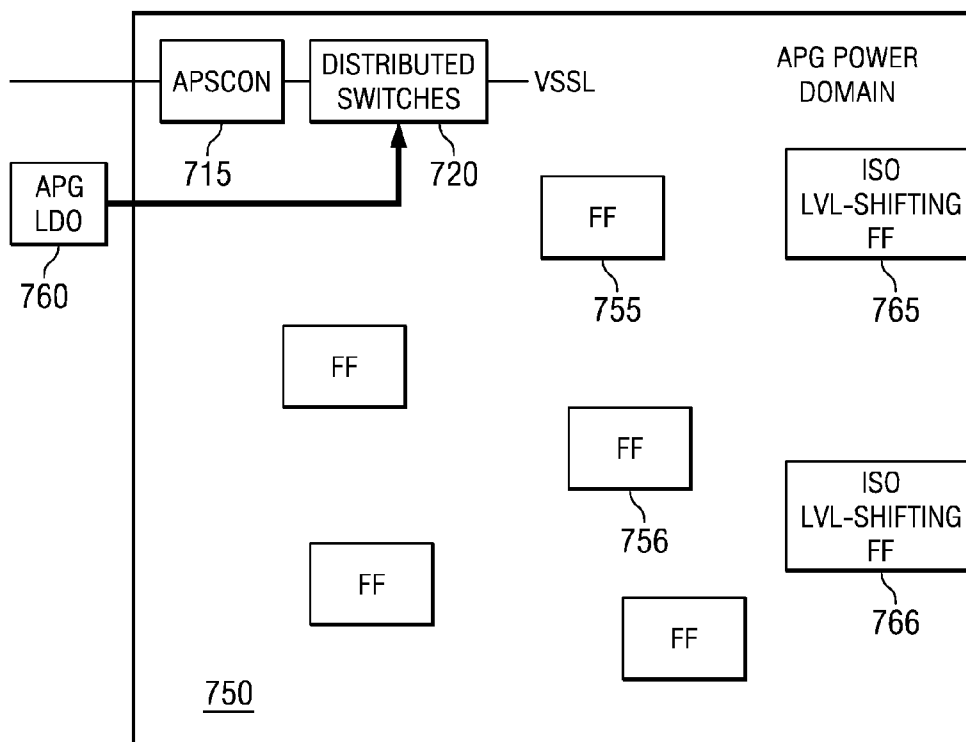 APSCON
715
DISTRIBUTED
SWITCHES
720
VSSL
APG POWER
DOMAIN
APG
LDO
760
FF
755
ISO
LVL-SHIFTING
FF
765
FF
FF
756
ISO
LVL-SHIFTING
FF
766
FF
FF
750